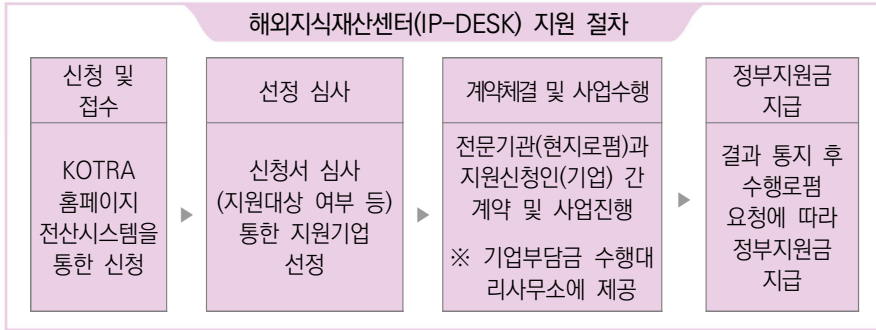 해외지식재산센터(IP-DESK) 지원 절차
신청 및
접수
KOTRA
홈페이지
전산시스템을
통한 신청
▶
선정 심사
신청서 심사
(지원대상 여부 등)
통한 지원기업
선정
▶
계약체결 및 사업수행
전문기관(현지로펌)과
지원신청인(기업) 간
계약 및 사업진행
※ 기업부담금 수행대
리사무소에 제공
▶
정부지원금
지급
결과 통지 후
수행로펌
요청에 따라
정부지원금
지급